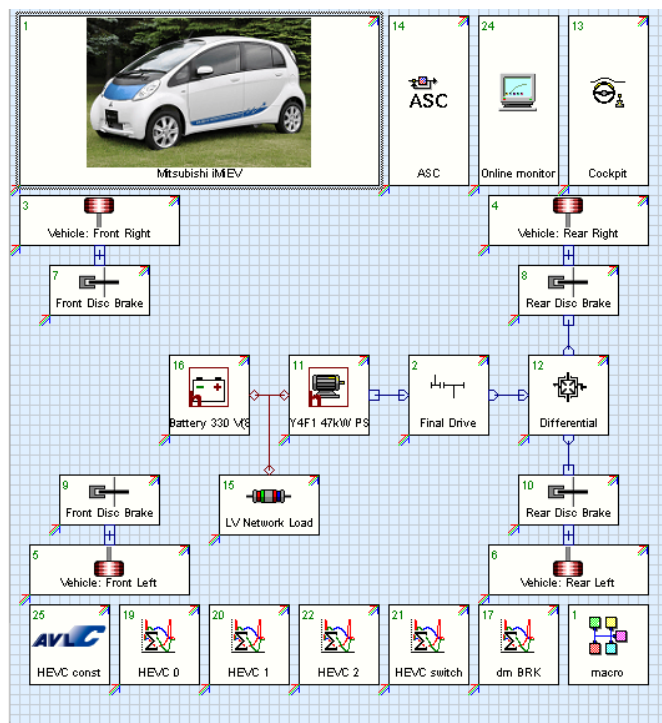 1
14
24
13
ASC
Mitsubishi iMiEV
ASC
Online monitor
Cockpit
3
4
Vehicle: Front Right
Vehicle: Rear Right
7
8
Front Disc Brake
Rear Disc Brake
16
11
2
12
h
h
Battery 330 V(8
Y4F1 47kW PS
Final Drive
Differential
9
15
10
Front Disc Brake
LV Network Load
Rear Disc Brake
5
6
Vehicle: Front Left
Vehicle: Rear Left
25
19
20
22
21
17
1
AVL C
Σ
Σ
Σ
Σ
Σ
HEVC const
HEVC 0
HEVC 1
HEVC 2
HEVC switch
dm BRK
macro